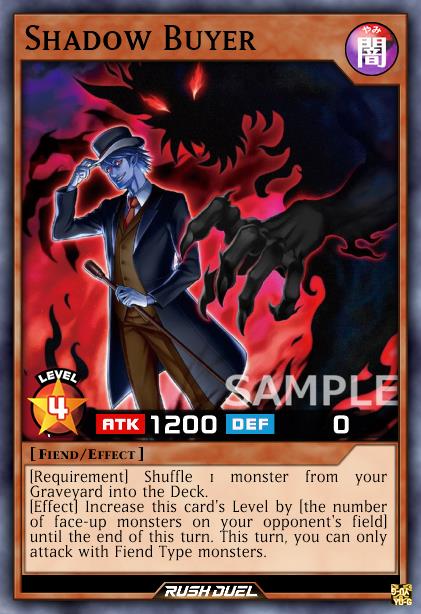 Shadow Buyer
やみ
闇
SAMPLE
LEVEL
4
ATK 1200 DEF 0
[Fiend/Effect]
[Requirement] Shuffle 1 monster from your
Graveyard into the Deck.
[Effect] Increase this card's Level by [the number
of face-up monsters on your opponent's field]
until the end of this turn. This turn, you can only
attack with Fiend Type monsters.
RUSH DUEL